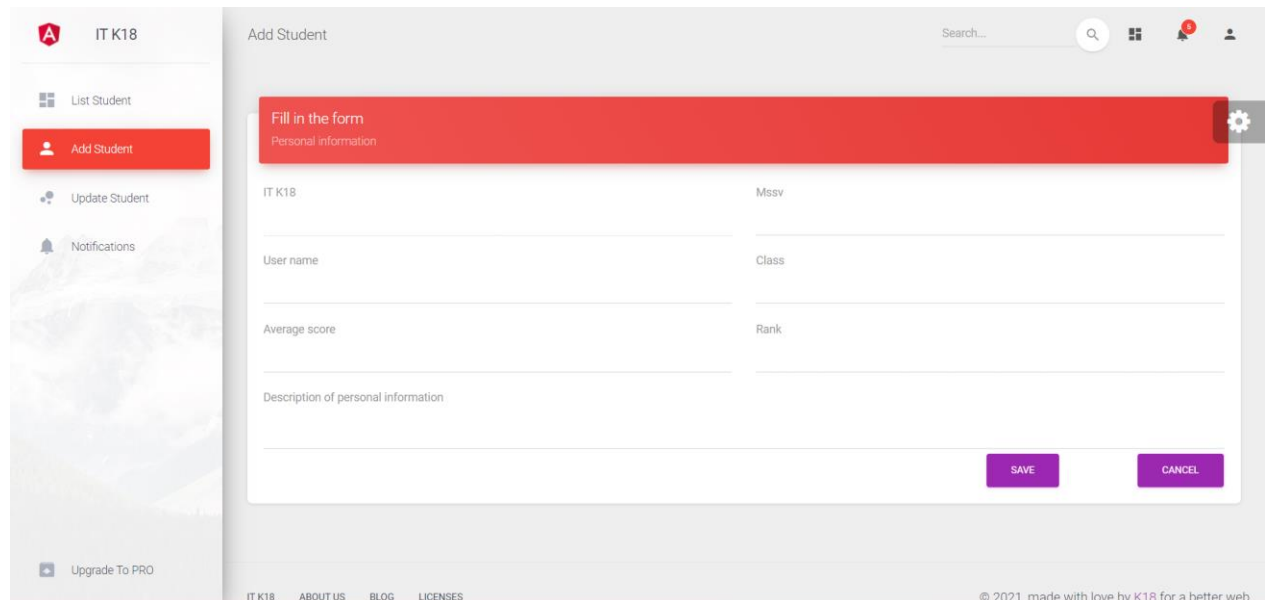 IT K18
List Student
Add Student
Update Student
Notifications
Upgrade To PRO
Add Student
Search...
5
Fill in the form
Personal information
IT K18
Mssv
User name
Class
Average score
Rank
Description of personal information
SAVE
CANCEL
IT K18 ABOUT US BLOG LICENSES
© 2021, made with love by K18 for a better web.